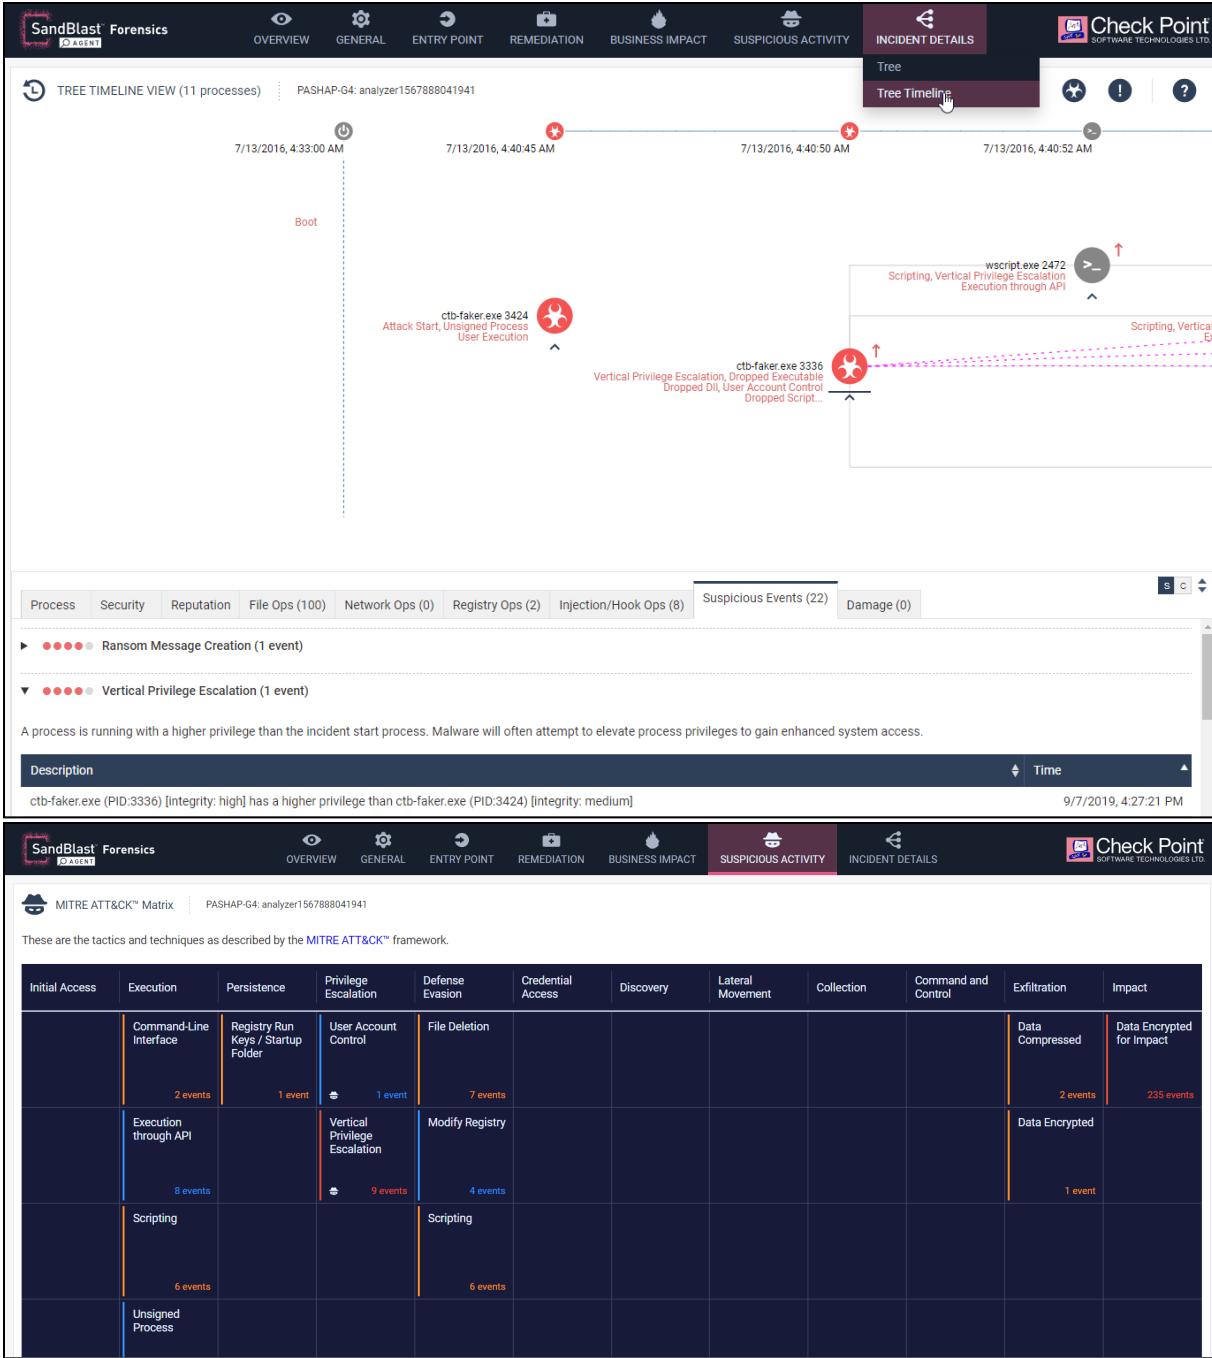 SandBlast Forensics
AGENT
OVERVIEW
GENERAL
ENTRY POINT
REMEDIATION
BUSINESS IMPACT
SUSPICIOUS ACTIVITY
INCIDENT DETAILS
Check Point
SOFTWARE TECHNOLOGIES LTD.
Tree
Tree Timeline
TREE TIMELINE VIEW (11 processes)
PASHAP-G4: analyzer1567888041941
7/13/2016, 4:33:00 AM
7/13/2016, 4:40:45 AM
7/13/2016, 4:40:50 AM
7/13/2016, 4:40:52 AM
Boot
wscript.exe 2472
Scripting, Vertical Privilege Escalation
Execution through API
ctb-faker.exe 3424
Attack Start, Unsigned Process
User Execution
Scripting, Vertica
E
ctb-faker.exe 3336
Vertical Privilege Escalation, Dropped Executable
Dropped Dll, User Account Control
Dropped Script...
S C
Process
Security
Reputation
File Ops (100)
Network Ops (0)
Registry Ops (2)
Injection/Hook Ops (8)
Suspicious Events (22)
Damage (0)
Ransom Message Creation (1 event)
Vertical Privilege Escalation (1 event)
A process is running with a higher privilege than the incident start process. Malware will often attempt to elevate process privileges to gain enhanced system access.
Description
Time
ctb-faker.exe (PID:3336) [integrity: high] has a higher privilege than ctb-faker.exe (PID:3424) [integrity: medium]
9/7/2019, 4:27:21 PM
SandBlast Forensics
AGENT
OVERVIEW
GENERAL
ENTRY POINT
REMEDIATION
BUSINESS IMPACT
SUSPICIOUS ACTIVITY
INCIDENT DETAILS
Check Point
SOFTWARE TECHNOLOGIES LTD.
MITRE ATT&CK™ Matrix
PASHAP-G4: analyzer1567888041941
These are the tactics and techniques as described by the MITRE ATT&CK™ framework.
Initial Access
Execution
Persistence
Privilege
Escalation
Defense
Evasion
Credential
Access
Discovery
Lateral
Movement
Collection
Command and
Control
Exfiltration
Impact
Command-Line
Interface
2 events
Registry Run
Keys / Startup
Folder
1 event
User Account
Control
1 event
File Deletion
7 events
Data
Compressed
2 events
Data Encrypted
for Impact
235 events
Execution
through API
8 events
Vertical
Privilege
Escalation
9 events
Modify Registry
4 events
Data Encrypted
1 event
Scripting
6 events
Scripting
6 events
Unsigned
Process